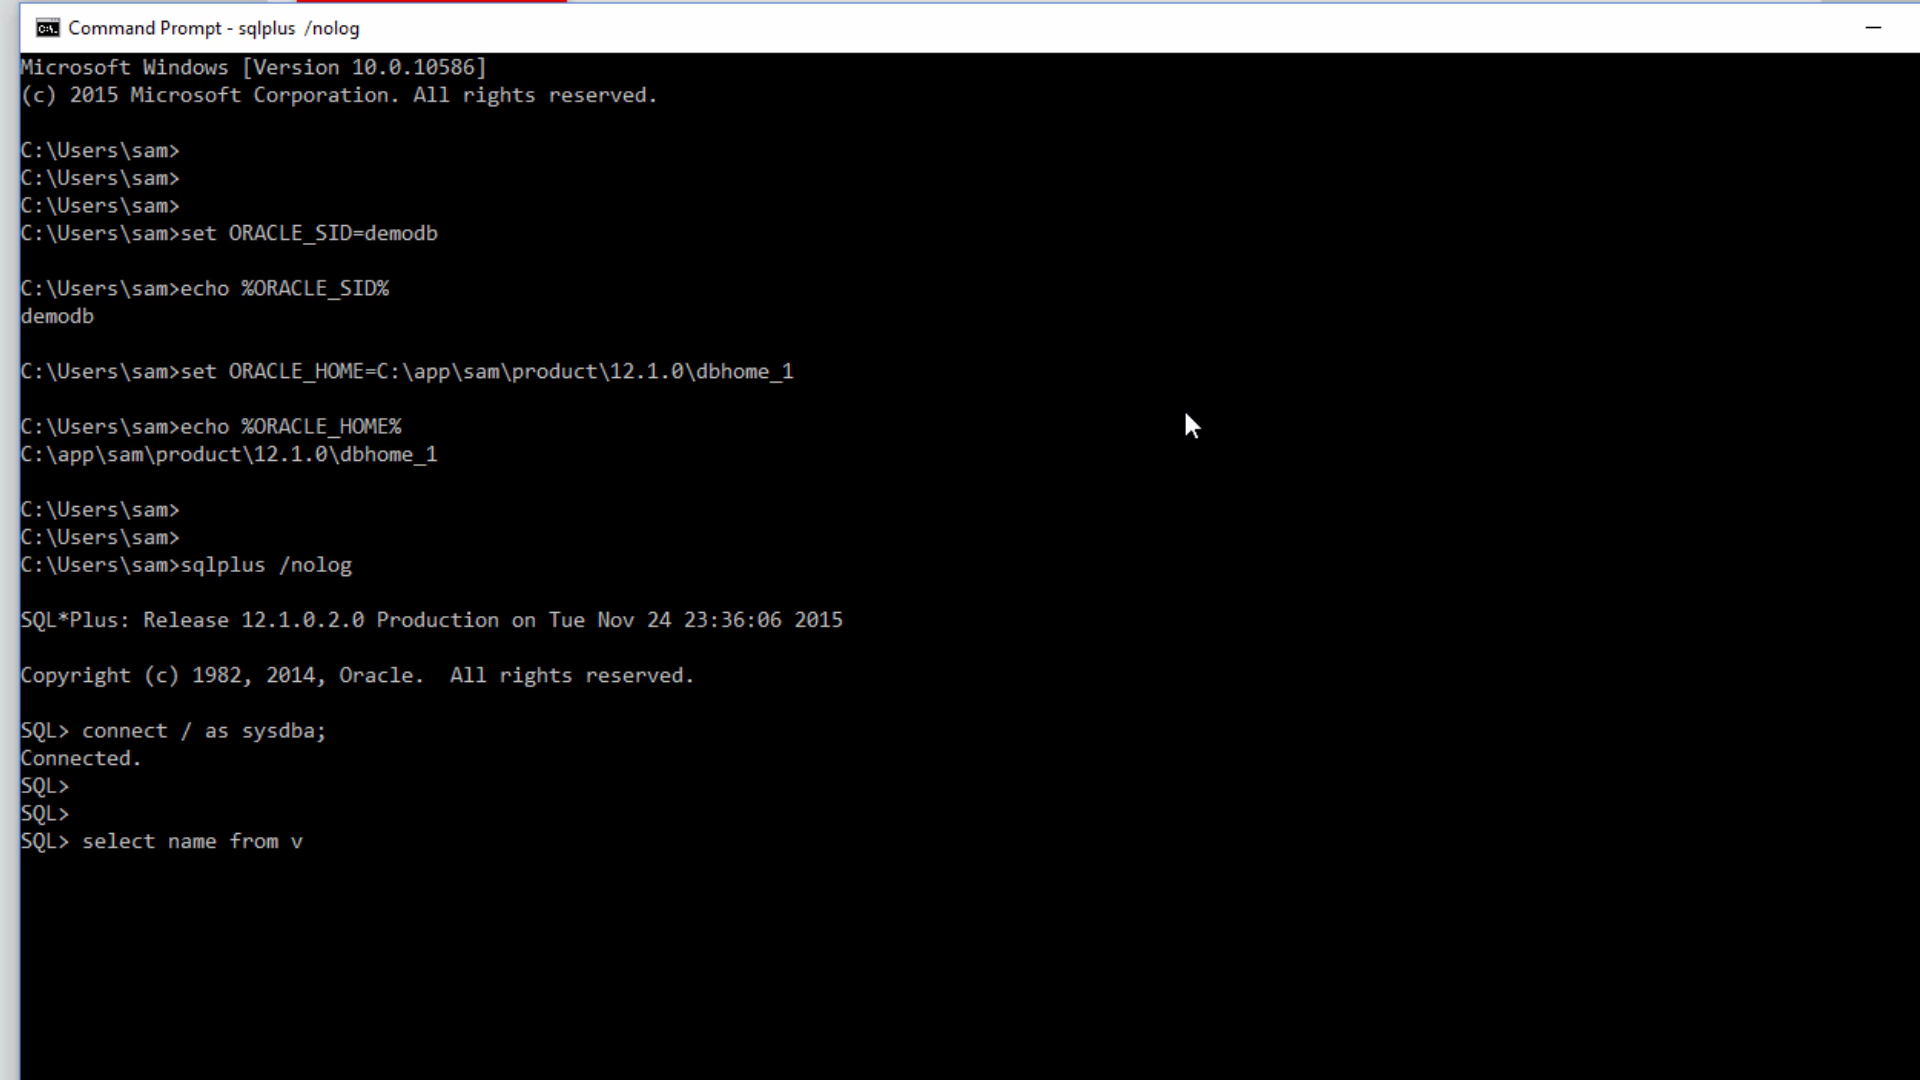 Command Prompt - sqlplus /nolog
Microsoft Windows [Version 10.0.10586]
(c) 2015 Microsoft Corporation. All rights reserved.
C:\Users\sam>
C:\Users\sam>
C:\Users\sam>
C:\Users\sam>set ORACLE_SID=demodb
C:\Users\sam>echo %ORACLE_SID%
demodb
C:\Users\sam>set ORACLE_HOME=C:\app\sam\product\12.1.0\dbhome_1
C:\Users\sam>echo %ORACLE_HOME%
C:\app\sam\product\12.1.0\dbhome_1
C:\Users\sam>
C:\Users\sam>
C:\Users\sam>sqlplus /nolog
SQL*Plus: Release 12.1.0.2.0 Production on Tue Nov 24 23:36:06 2015
Copyright (c) 1982, 2014, Oracle.  All rights reserved.
SQL> connect / as sysdba;
Connected.
SQL>
SQL>
SQL> select name from v